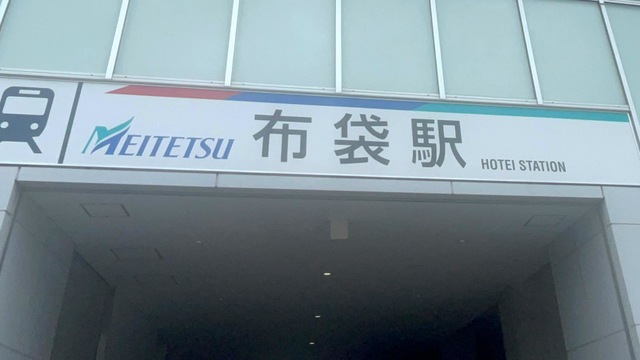 MEITETSU 布袋駅 HOTEI STATION